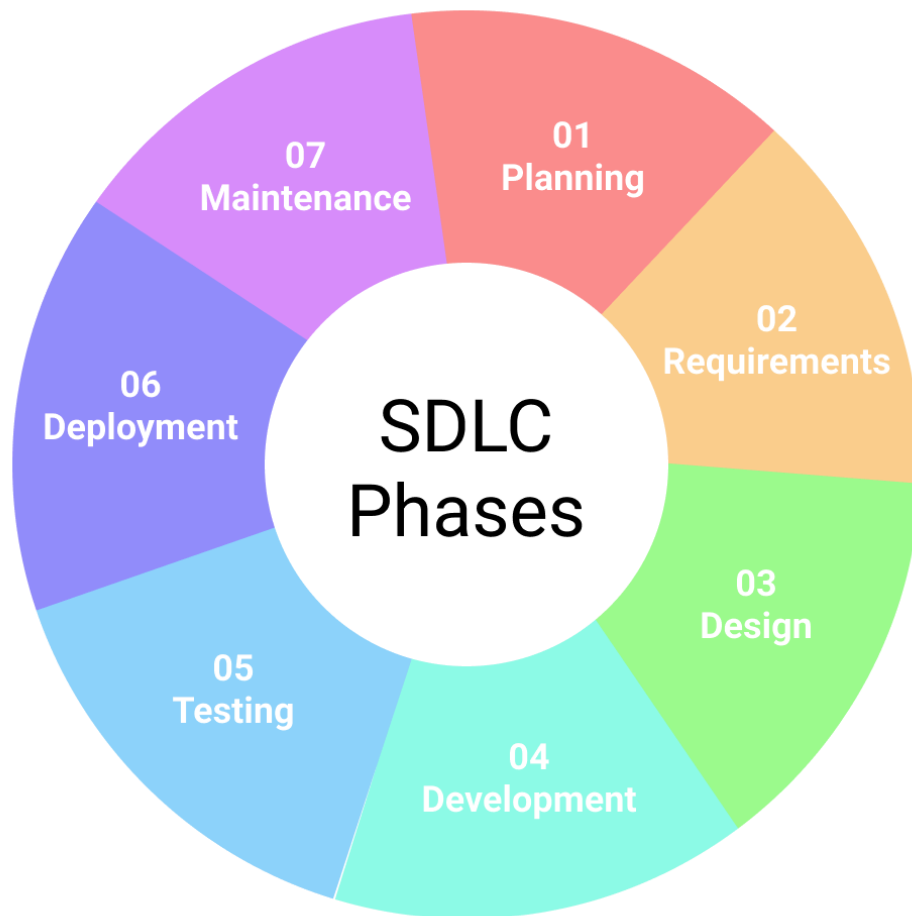 SDLC
Phases
01
Planning
02
Requirements
03
Design
04
Development
05
Testing
06
Deployment
07
Maintenance